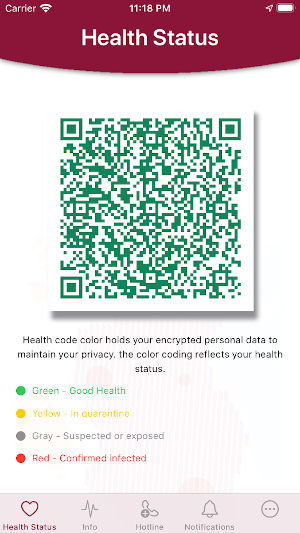 Carrier 11:18 PM
Health Status
Health code color holds your encrypted personal data to
maintain your privacy. the color coding reflects your health
status.
Green - Good Health
Yellow - In quarantine
Gray - Suspected or exposed
Red - Confirmed infected
Health Status Info Hotline Notifications